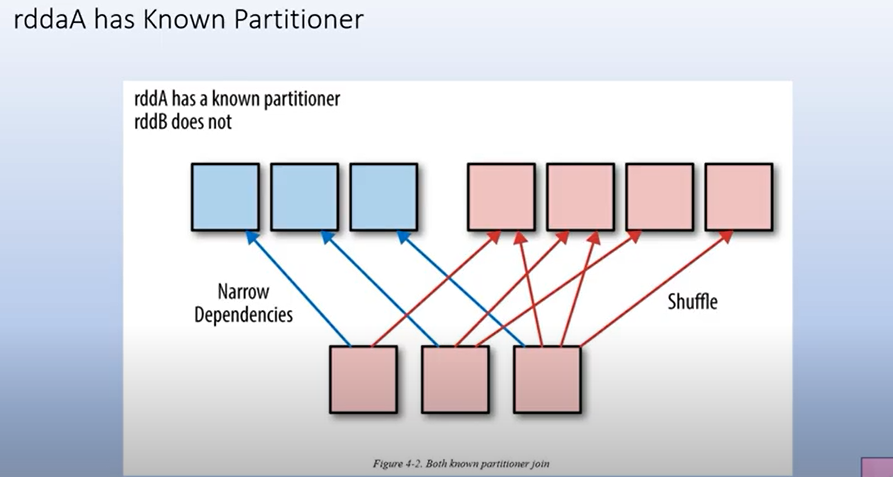 rddaA has Known Partitioner
rddA has a known partitioner
rddB does not
Narrow
Dependencies
Shuffle
Figure 4-2. Both known partitioner join